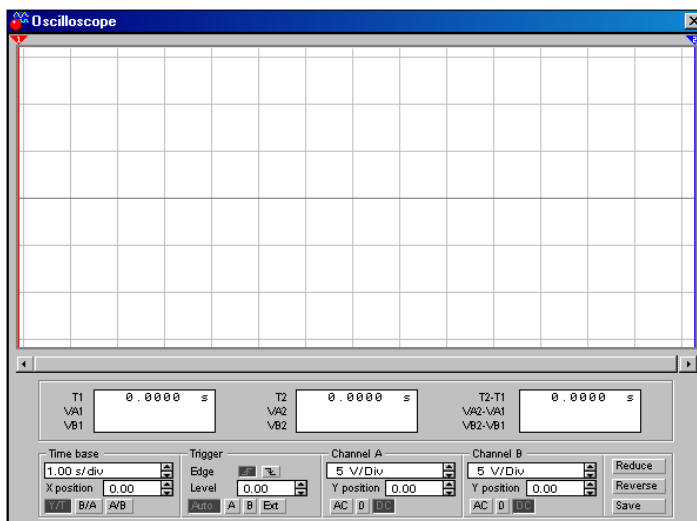 Oscilloscope
1 2
T1 0.0000 s T2 0.0000 s T2-T1 0.0000 s
VA1 VA2 VA2-VA1
VB1 VB2 VB2-VB1
Time base Trigger Channel A Channel B
1.00 s/div Edge 5 V/Div 5 V/Div Reduce
X position 0.00 Level 0.00 Y position 0.00 Y position 0.00 Reverse
Y/T B/A A/B Auto A B Ext AC 0 DC AC 0 DC Save